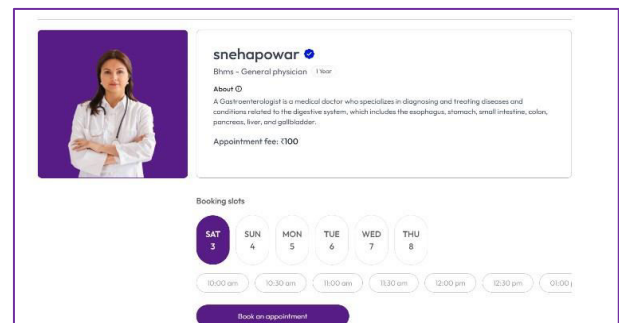 snehapowar
Bhms - General physician 1 Year
About
A Gastroenterologist is a medical doctor who specializes in diagnosing and treating diseases and
conditions related to the digestive system, which includes the esophagus, stomach, small intestine, colon,
pancreas, liver, and gallbladder.
Appointment fee: ₹100
Booking slots
SAT SUN MON TUE WED THU
3 4 5 6 7 8
10:00 am 10:30 am 11:00 am 11:30 am 12:00 pm 12:30 pm 01:00 p
Book an appointment